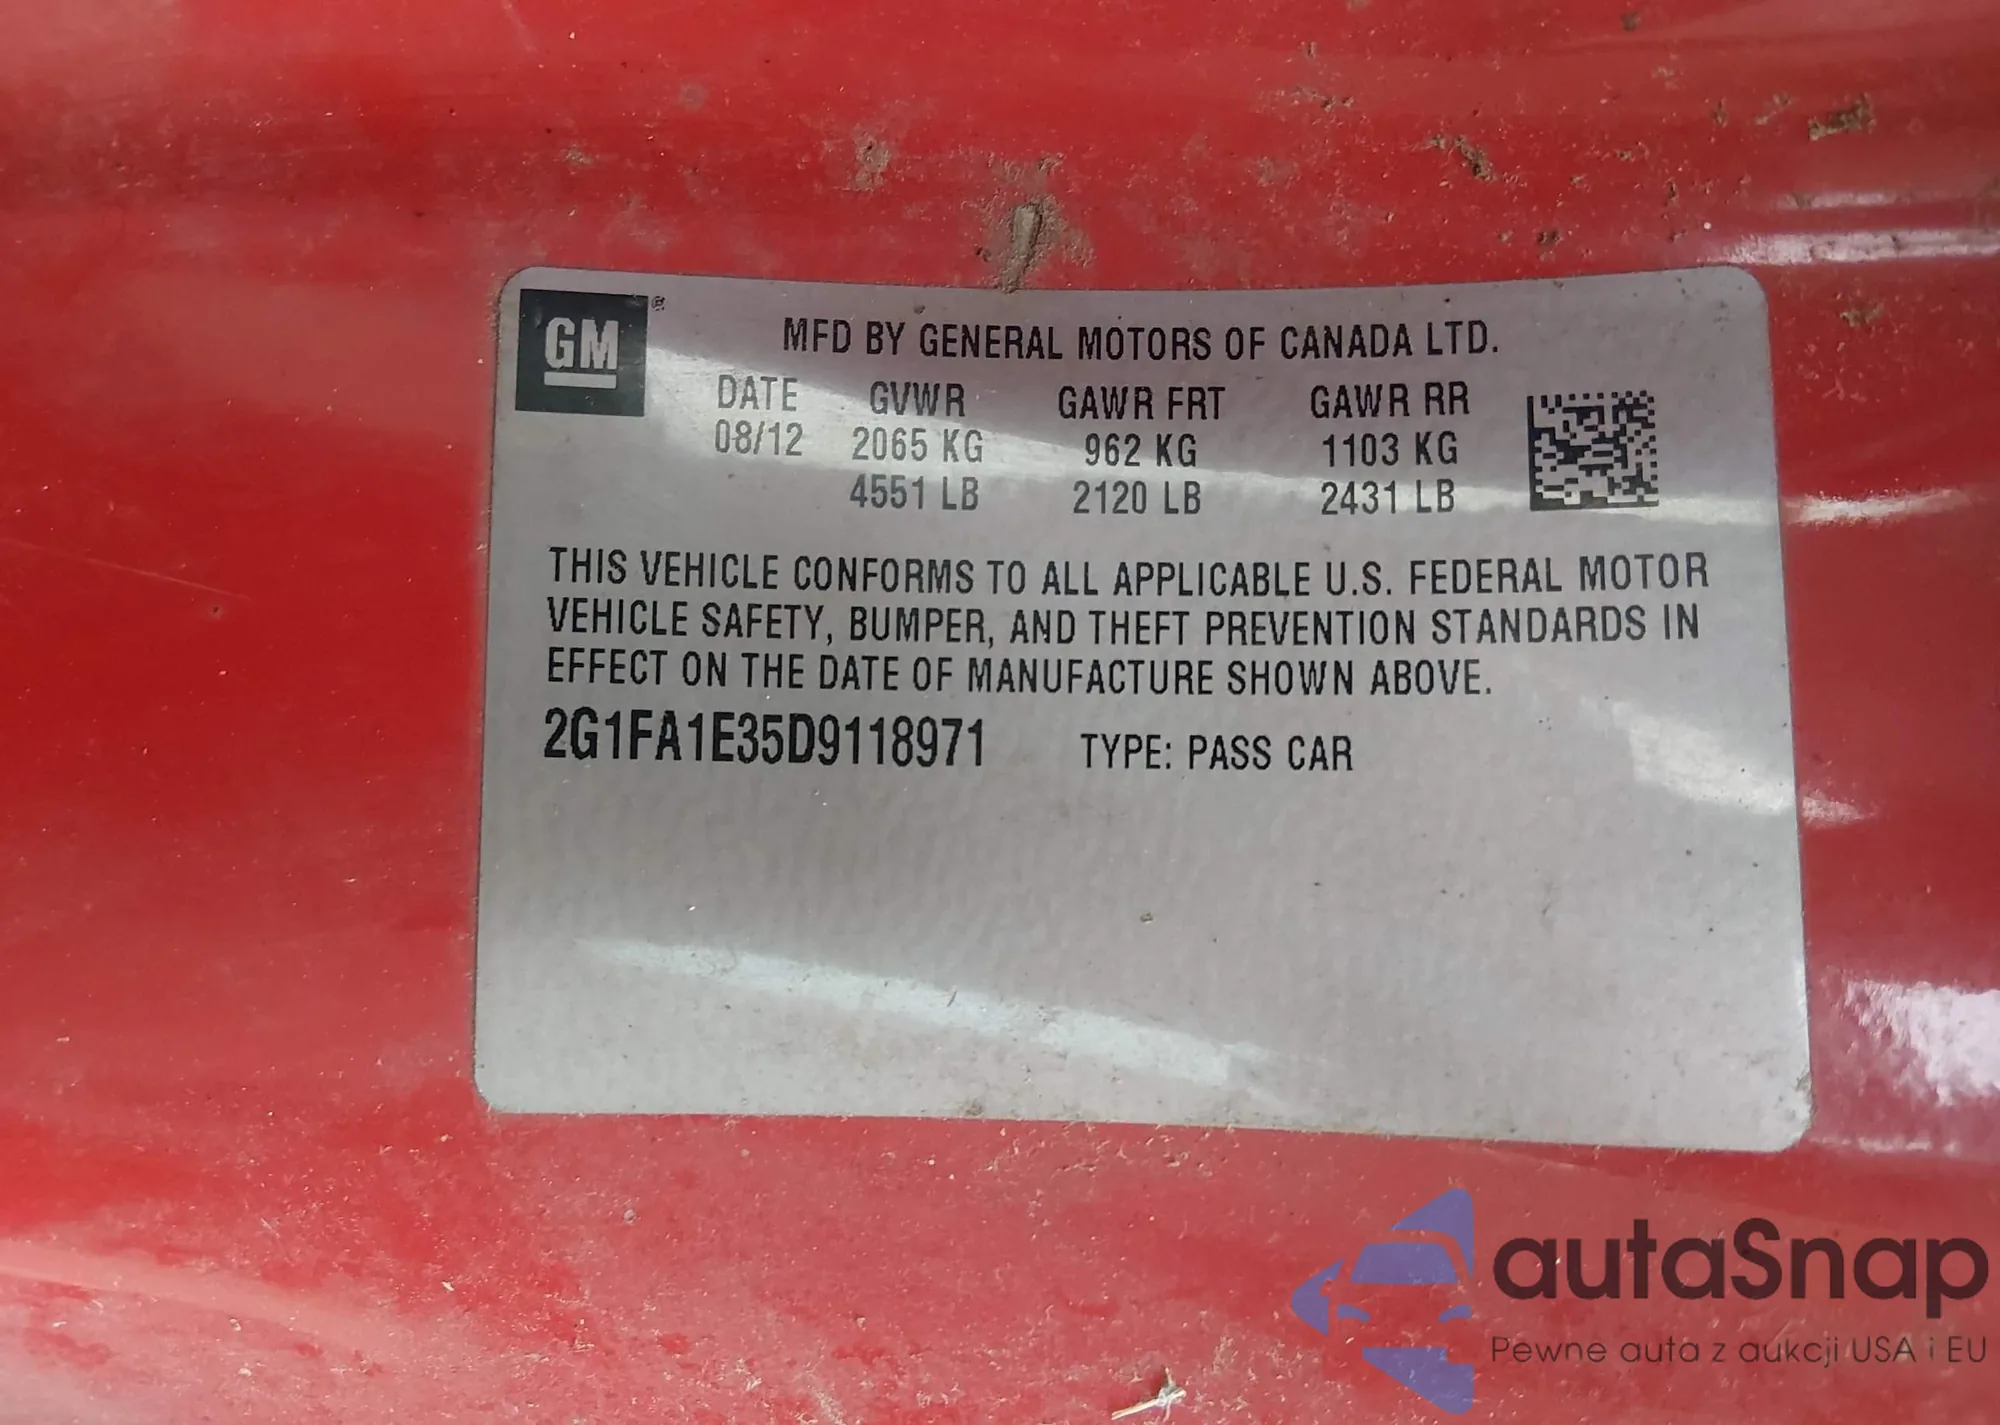 GM ®
MFD BY GENERAL MOTORS OF CANADA LTD.
DATE GVWR GAWR FRT GAWR RR
08/12 2065 KG 962 KG 1103 KG
4551 LB 2120 LB 2431 LB
THIS VEHICLE CONFORMS TO ALL APPLICABLE U.S. FEDERAL MOTOR
VEHICLE SAFETY, BUMPER, AND THEFT PREVENTION STANDARDS IN
EFFECT ON THE DATE OF MANUFACTURE SHOWN ABOVE.
2G1FA1E35D9118971 TYPE: PASS CAR
autaSnap
Pewne auta z aukcji USA i EU